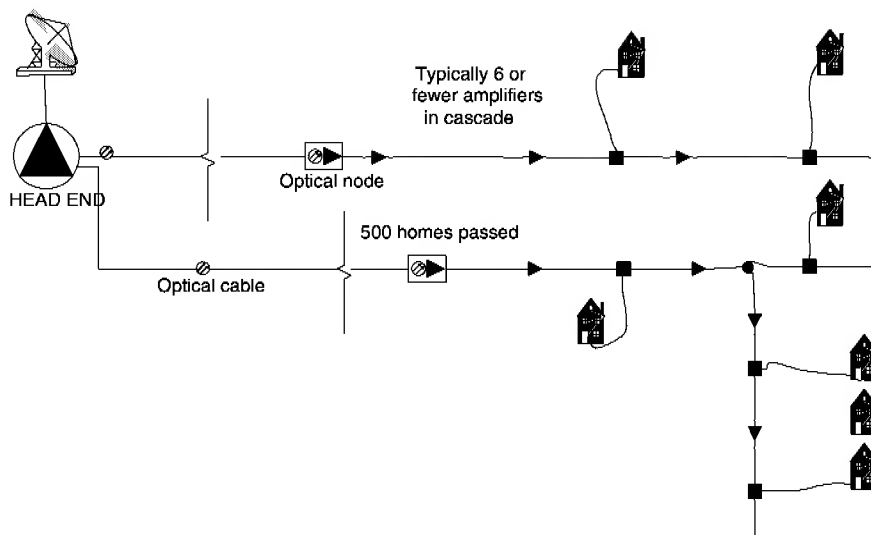 Typically 6 or
fewer amplifiers
in cascade
HEAD END
Optical node
500 homes passed
Optical cable